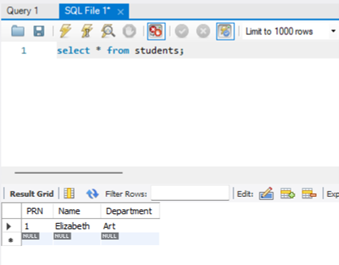 Query 1 SQL File 1* ×
Limit to 1000 rows
1 select * from students;
Result Grid Filter Rows: Edit: Exp
PRN Name Department
1 Elizabeth Art
NULL NULL NULL